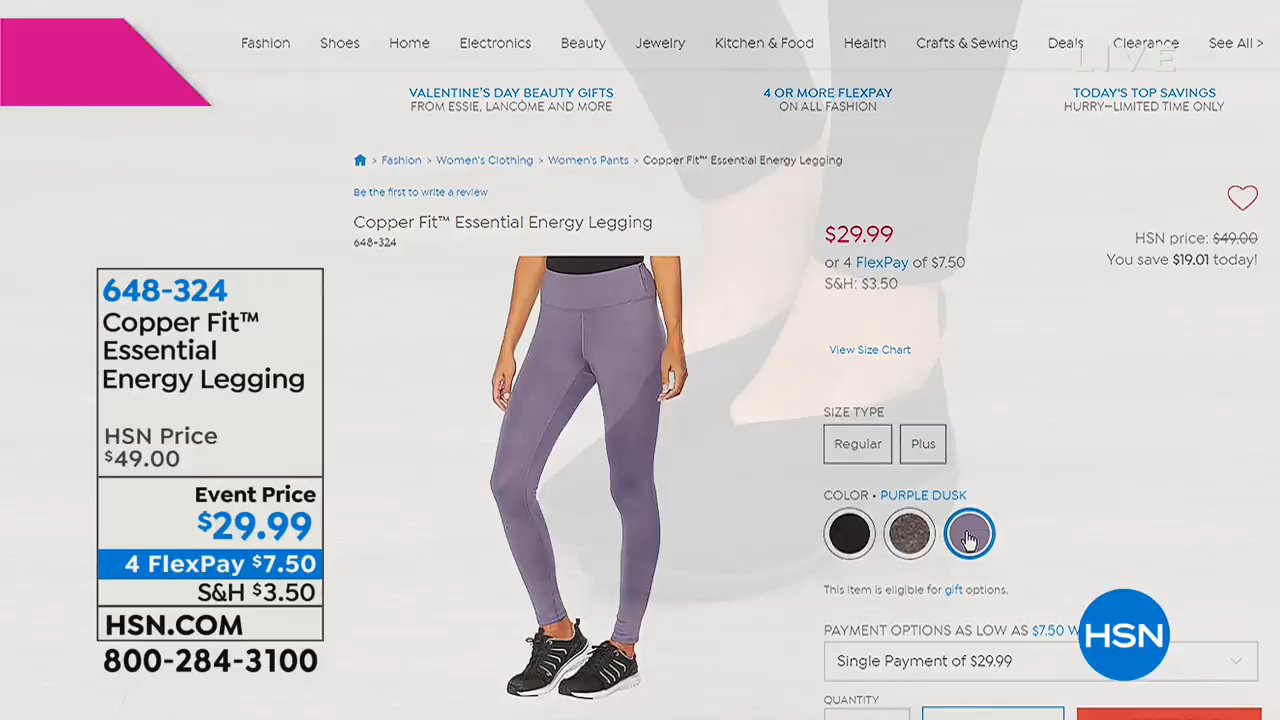 Fashion Shoes Home Electronics Beauty Jewelry Kitchen & Food Health Crafts & Sewing Deals Clearance See All >
LIVE
VALENTINE'S DAY BEAUTY GIFTS
FROM ESSIE, LANCÔME AND MORE
4 OR MORE FLEXPAY
ON ALL FASHION
TODAY'S TOP SAVINGS
HURRY–LIMITED TIME ONLY
> Fashion > Women's Clothing > Women's Pants > Copper Fit™ Essential Energy Legging
Be the first to write a review
Copper Fit™ Essential Energy Legging
648-324
$29.99
or 4 FlexPay of $7.50
S&H: $3.50
HSN price: $49.00
You save $19.01 today!
View Size Chart
SIZE TYPE
Regular Plus
COLOR • PURPLE DUSK
This item is eligible for gift options.
PAYMENT OPTIONS AS LOW AS $7.50 W
Single Payment of $29.99
QUANTITY
648-324
Copper Fit™
Essential
Energy Legging
HSN Price
$49.00
Event Price
$29.99
4 FlexPay $7.50
S&H $3.50
HSN.COM
800-284-3100
HSN